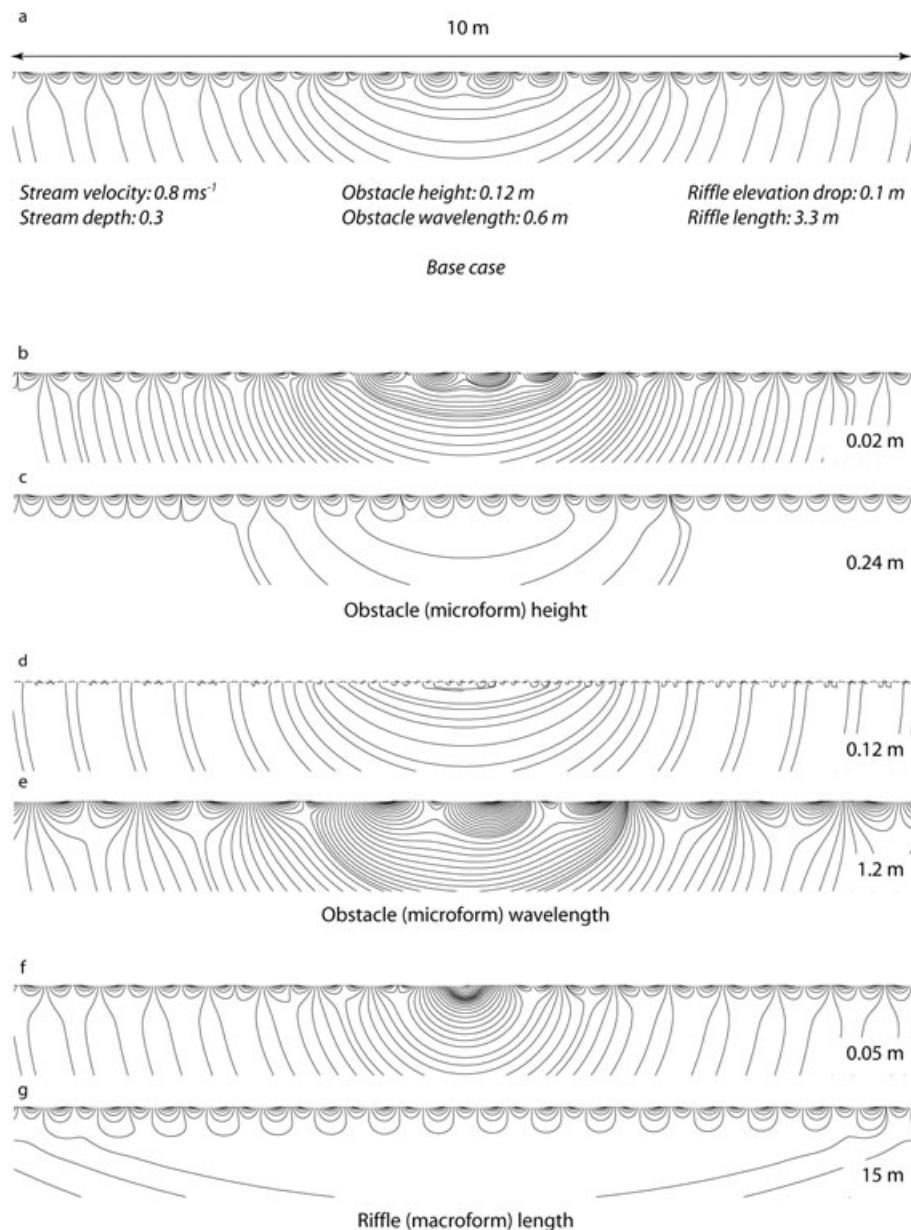 a
10 m
Stream velocity: 0.8 ms⁻¹ Obstacle height: 0.12 m Riffle elevation drop: 0.1 m
Stream depth: 0.3 Obstacle wavelength: 0.6 m Riffle length: 3.3 m
Base case
b
0.02 m
c
0.24 m
Obstacle (microform) height
d
0.12 m
e
1.2 m
Obstacle (microform) wavelength
f
0.05 m
g
15 m
Riffle (macroform) length